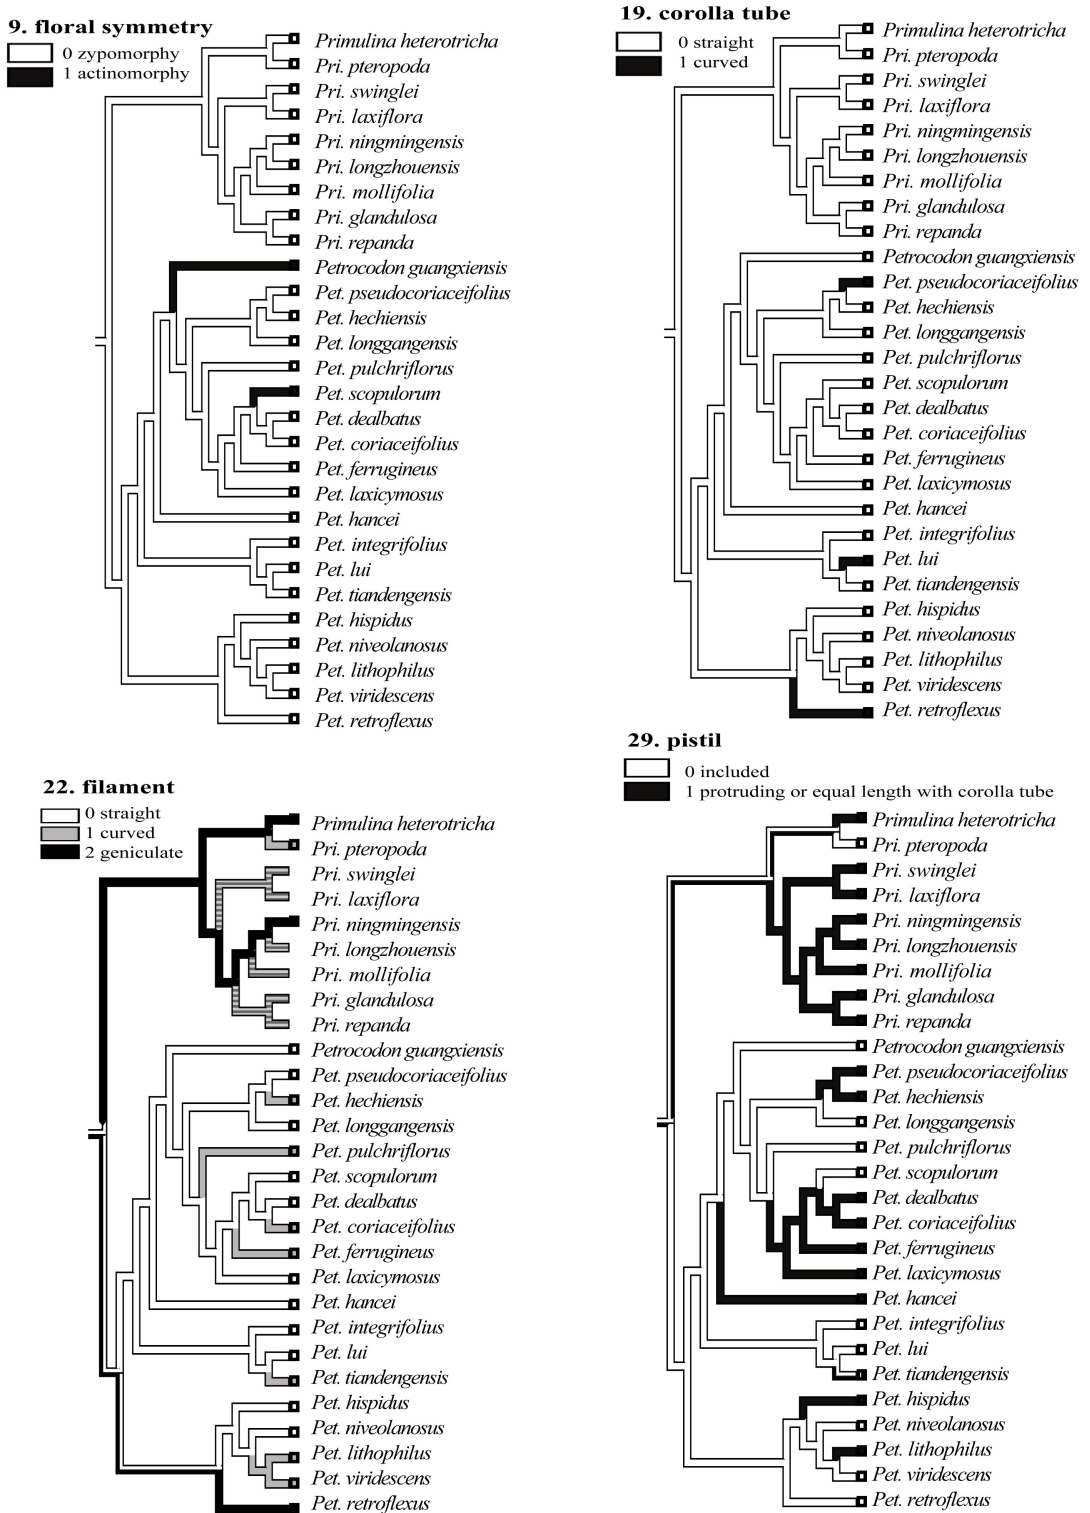 9. floral symmetry
0 zypomorphy
1 actinomorphy
Primulina heterotricha
Pri. pteropoda
Pri. swinglei
Pri. laxiflora
Pri. ningmingensis
Pri. longzhouensis
Pri. mollifolia
Pri. glandulosa
Pri. repanda
Petrocodon guangxiensis
Pet. pseudocoriaceifolius
Pet. hechiensis
Pet. longgangensis
Pet. pulchriflorus
Pet. scopulorum
Pet. dealbatus
Pet. coriaceifolius
Pet. ferrugineus
Pet. laxicymosus
Pet. hancei
Pet. integrifolius
Pet. lui
Pet. tiandengensis
Pet. hispidus
Pet. niveolanosus
Pet. lithophilus
Pet. viridescens
Pet. retroflexus
19. corolla tube
0 straight
1 curved
Primulina heterotricha
Pri. pteropoda
Pri. swinglei
Pri. laxiflora
Pri. ningmingensis
Pri. longzhouensis
Pri. mollifolia
Pri. glandulosa
Pri. repanda
Petrocodon guangxiensis
Pet. pseudocoriaceifolius
Pet. hechiensis
Pet. longgangensis
Pet. pulchriflorus
Pet. scopulorum
Pet. dealbatus
Pet. coriaceifolius
Pet. ferrugineus
Pet. laxicymosus
Pet. hancei
Pet. integrifolius
Pet. lui
Pet. tiandengensis
Pet. hispidus
Pet. niveolanosus
Pet. lithophilus
Pet. viridescens
Pet. retroflexus
22. filament
0 straight
1 curved
2 geniculate
Primulina heterotricha
Pri. pteropoda
Pri. swinglei
Pri. laxiflora
Pri. ningmingensis
Pri. longzhouensis
Pri. mollifolia
Pri. glandulosa
Pri. repanda
Petrocodon guangxiensis
Pet. pseudocoriaceifolius
Pet. hechiensis
Pet. longgangensis
Pet. pulchriflorus
Pet. scopulorum
Pet. dealbatus
Pet. coriaceifolius
Pet. ferrugineus
Pet. laxicymosus
Pet. hancei
Pet. integrifolius
Pet. lui
Pet. tiandengensis
Pet. hispidus
Pet. niveolanosus
Pet. lithophilus
Pet. viridescens
Pet. retroflexus
29. pistil
0 included
1 protruding or equal length with corolla tube
Primulina heterotricha
Pri. pteropoda
Pri. swinglei
Pri. laxiflora
Pri. ningmingensis
Pri. longzhouensis
Pri. mollifolia
Pri. glandulosa
Pri. repanda
Petrocodon guangxiensis
Pet. pseudocoriaceifolius
Pet. hechiensis
Pet. longgangensis
Pet. pulchriflorus
Pet. scopulorum
Pet. dealbatus
Pet. coriaceifolius
Pet. ferrugineus
Pet. laxicymosus
Pet. hancei
Pet. integrifolius
Pet. lui
Pet. tiandengensis
Pet. hispidus
Pet. niveolanosus
Pet. lithophilus
Pet. viridescens
Pet. retroflexus